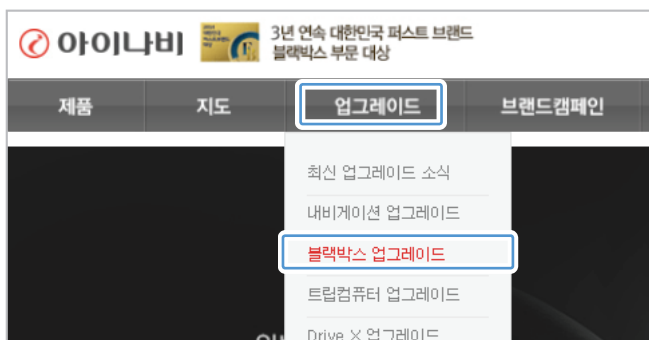 아이나비
3년 연속 대한민국 퍼스트 브랜드
블랙박스 부문 대상
제품 지도 업그레이드 브랜드캠페인
최신 업그레이드 소식
내비게이션 업그레이드
블랙박스 업그레이드
트립컴퓨터 업그레이드
Drive X 업그레이드